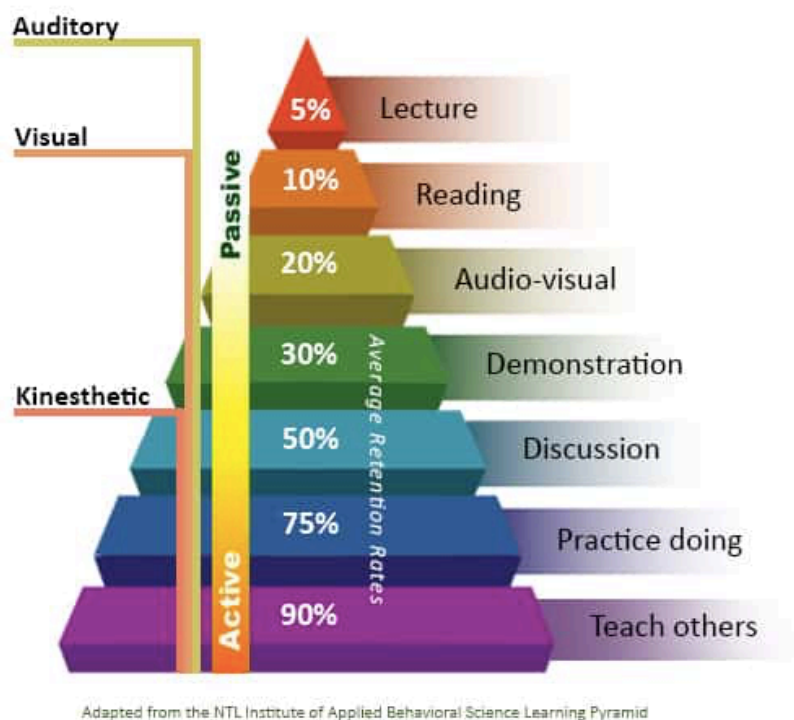 Auditory
Visual
Kinesthetic
Passive
Active
5%
Lecture
10%
Reading
20%
Audio-visual
30%
Demonstration
50%
Discussion
75%
Practice doing
90%
Teach others
Average Retention Rates
Adapted from the NTL Institute of Applied Behavioral Science Learning Pyramid